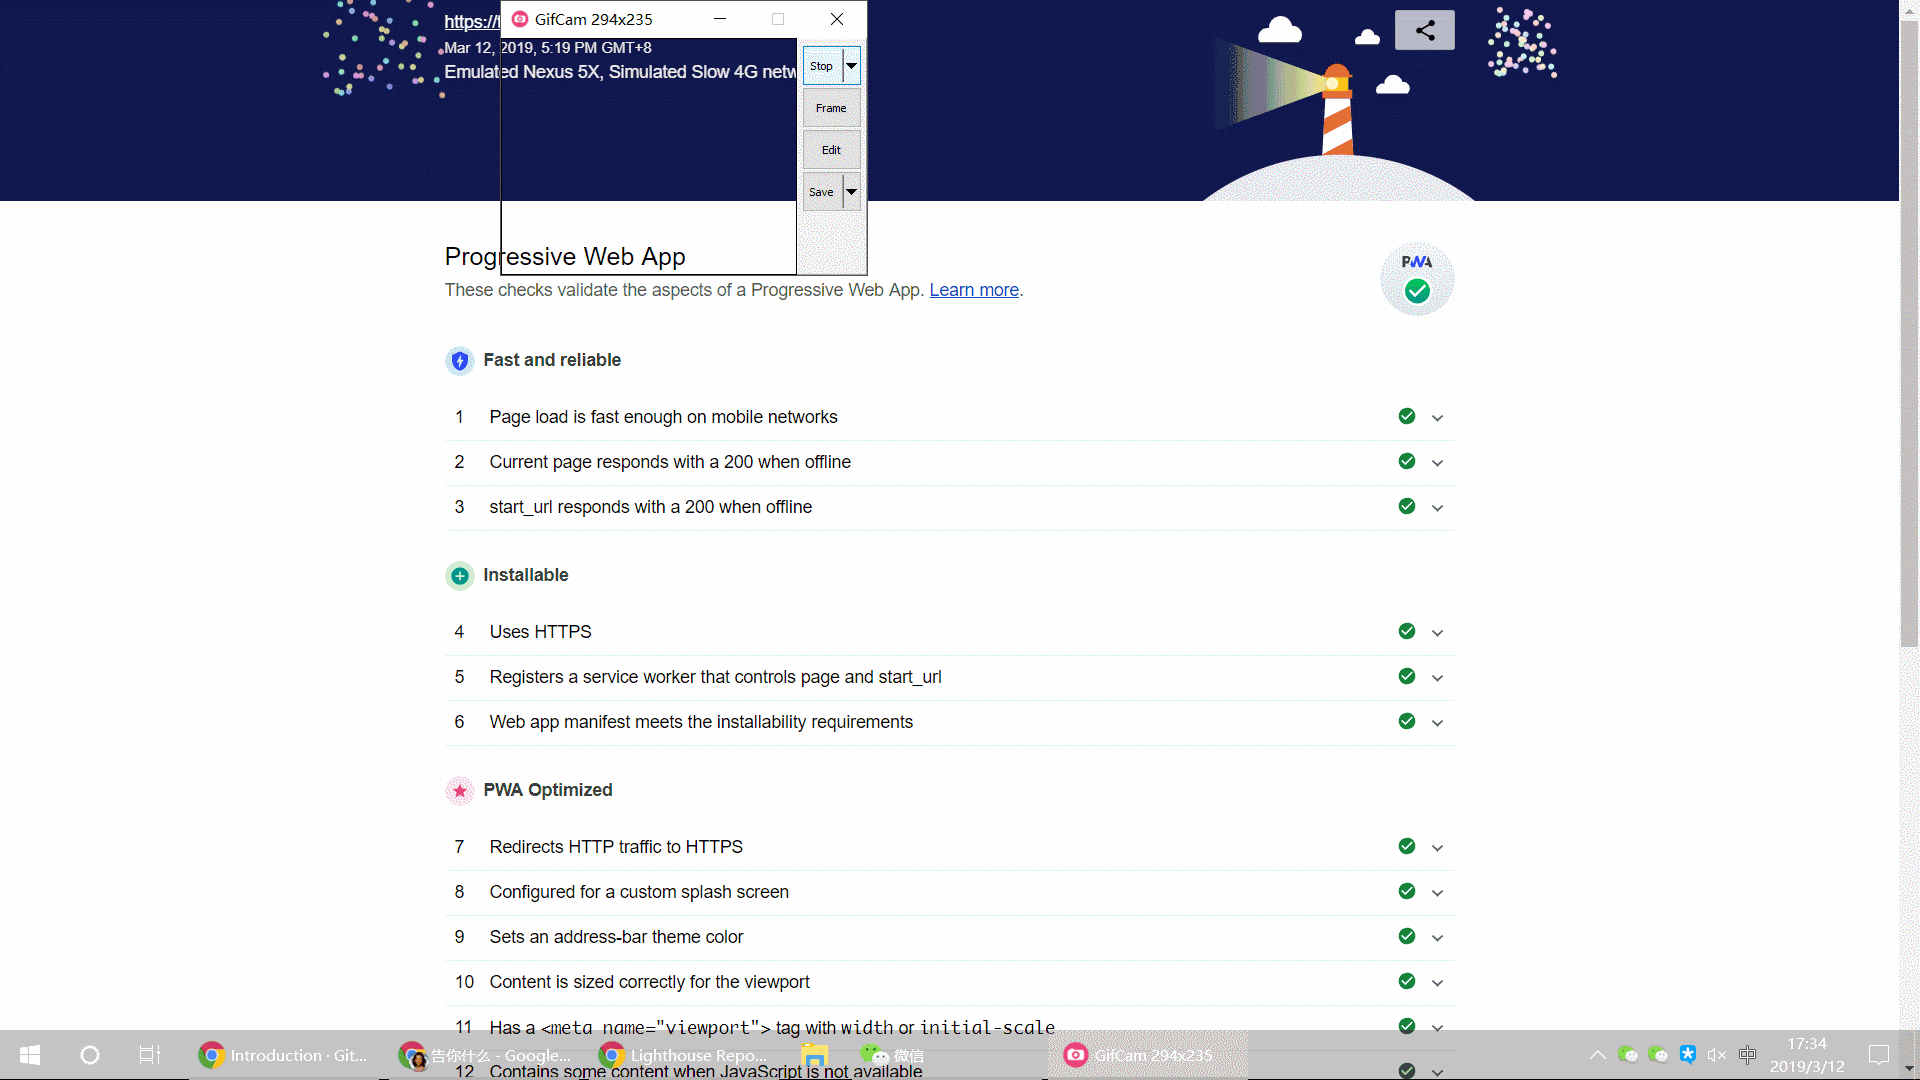 https://
GifCam 294x235
Mar 12, 2019, 5:19 PM GMT+8
Emulated Nexus 5X, Simulated Slow 4G netw
Stop
Frame
Edit
Save
Progressive Web App
PWA
These checks validate the aspects of a Progressive Web App. Learn more.
Fast and reliable
1 Page load is fast enough on mobile networks
2 Current page responds with a 200 when offline
3 start_url responds with a 200 when offline
Installable
4 Uses HTTPS
5 Registers a service worker that controls page and start_url
6 Web app manifest meets the installability requirements
PWA Optimized
7 Redirects HTTP traffic to HTTPS
8 Configured for a custom splash screen
9 Sets an address-bar theme color
10 Content is sized correctly for the viewport
11 Has a <meta name="viewport"> tag with width or initial-scale
Introduction · Git...
告你什么 - Google...
Lighthouse Repo...
微信
GifCam 294x235
中
17:34
2019/3/12
12 Contains some content when JavaScript is not available